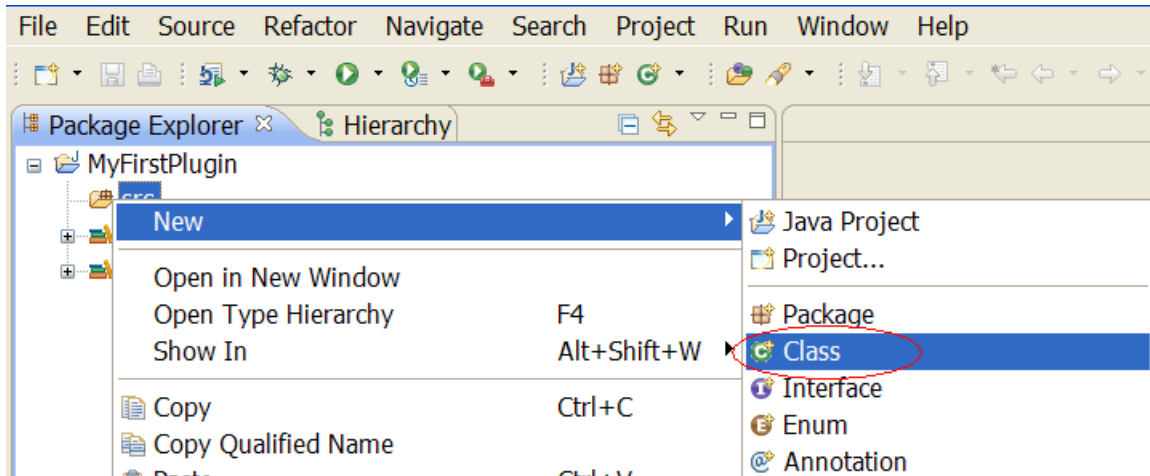 File Edit Source Refactor Navigate Search Project Run Window Help
Package Explorer Hierarchy
MyFirstPlugin
src
New
Open in New Window
Open Type Hierarchy F4
Show In Alt+Shift+W
Copy Ctrl+C
Copy Qualified Name
Java Project
Project...
Package
Class
Interface
Enum
Annotation